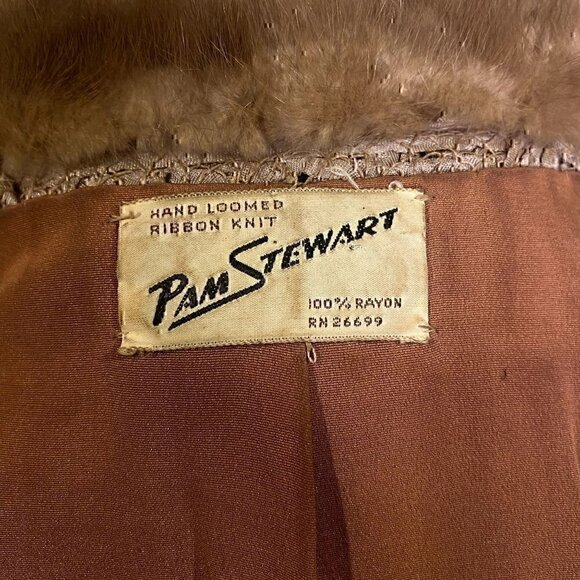 HAND LOOMED
RIBBON KNIT
PAM STEWART
100% RAYON
RN 26699